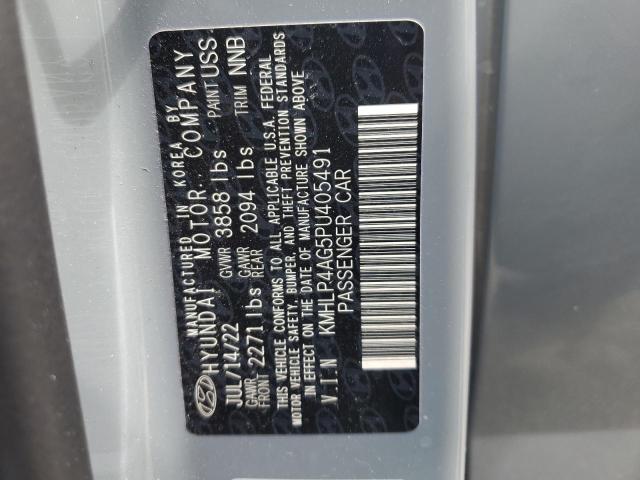 MANUFACTURED IN KOREA BY
HYUNDAI MOTOR COMPANY
JUL/14/22 GVWR 3858 lbs PAINT USS
GAWR FRONT 2271 lbs GAWR REAR 2094 lbs TRIM NNB
THIS VEHICLE CONFORMS TO ALL APPLICABLE U.S.A. FEDERAL
MOTOR VEHICLE SAFETY, BUMPER, AND THEFT PREVENTION STANDARDS
IN EFFECT ON THE DATE OF MANUFACTURE SHOWN ABOVE
VIN KMHLP4AG5PU405491
PASSENGER CAR